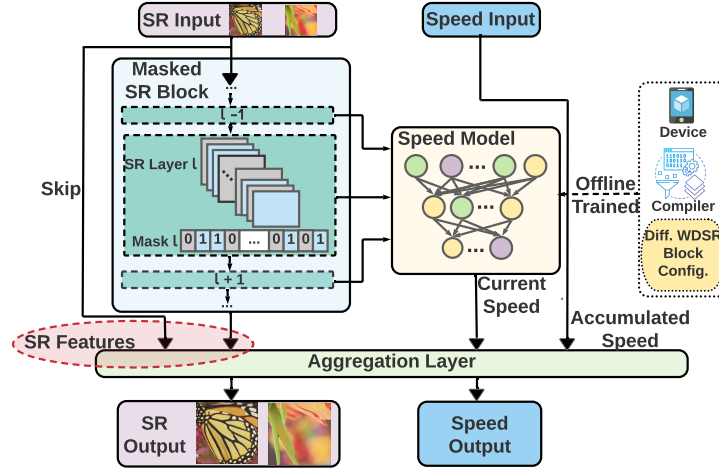 SR Input
Speed Input
Masked
SR Block
...
l -1
SR Layer l
...
Mask l
0 1 1 0 ... 0 1 0 1
l + 1
...
Skip
Speed Model
...
...
...
Current
Speed
Offline
Trained
Device
110010
Compiler
Diff. WDSR
Block
Config.
Accumulated
Speed
SR Features
Aggregation Layer
SR
Output
Speed
Output